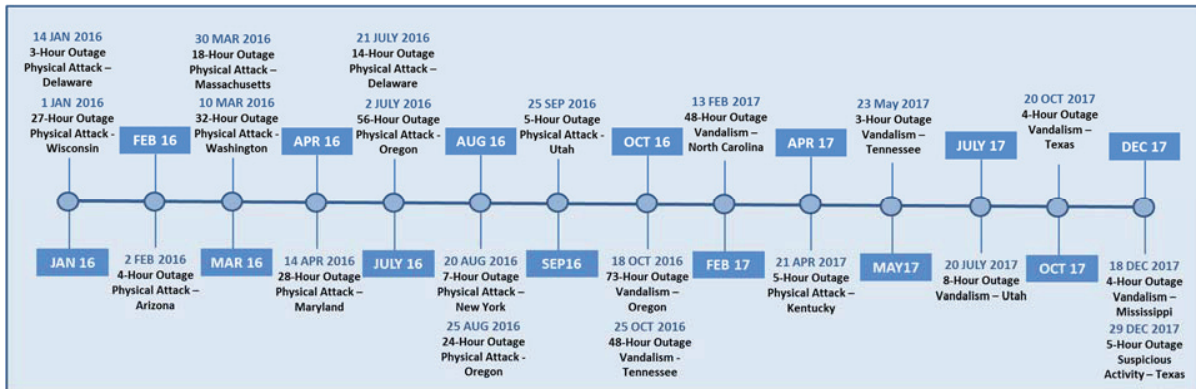 14 JAN 2016
3-Hour Outage
Physical Attack –
Delaware
1 JAN 2016
27-Hour Outage
Physical Attack -
Wisconsin
JAN 16
FEB 16
2 FEB 2016
4-Hour Outage
Physical Attack –
Arizona
30 MAR 2016
18-Hour Outage
Physical Attack –
Massachusetts
10 MAR 2016
32-Hour Outage
Physical Attack -
Washington
MAR 16
APR 16
14 APR 2016
28-Hour Outage
Physical Attack –
Maryland
21 JULY 2016
14-Hour Outage
Physical Attack –
Delaware
2 JULY 2016
56-Hour Outage
Physical Attack -
Oregon
JULY 16
AUG 16
20 AUG 2016
7-Hour Outage
Physical Attack –
New York
25 AUG 2016
24-Hour Outage
Physical Attack -
Oregon
25 SEP 2016
5-Hour Outage
Physical Attack -
Utah
SEP16
OCT 16
18 OCT 2016
73-Hour Outage
Vandalism –
Oregon
25 OCT 2016
48-Hour Outage
Vandalism -
Tennessee
13 FEB 2017
48-Hour Outage
Vandalism –
North Carolina
FEB 17
APR 17
21 APR 2017
5-Hour Outage
Physical Attack –
Kentucky
23 May 2017
3-Hour Outage
Vandalism –
Tennessee
MAY17
JULY 17
20 JULY 2017
8-Hour Outage
Vandalism – Utah
20 OCT 2017
4-Hour Outage
Vandalism –
Texas
OCT 17
DEC 17
18 DEC 2017
4-Hour Outage
Vandalism –
Mississippi
29 DEC 2017
5-Hour Outage
Suspicious
Activity – Texas